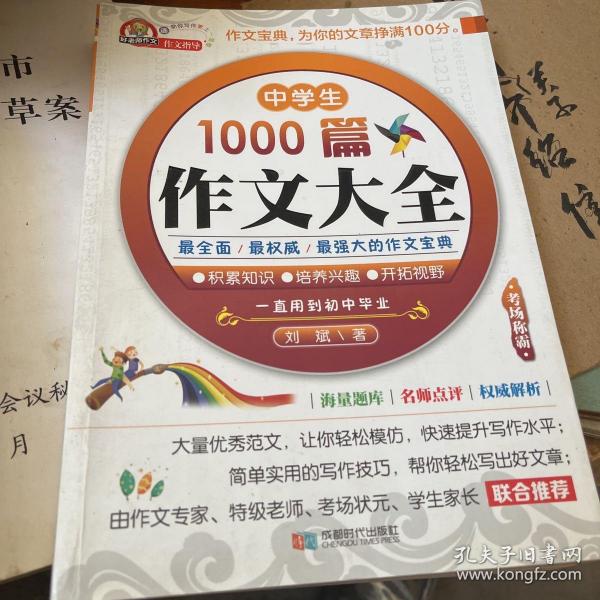 好老师作文
作文指导
作文宝典，为你的文章挣满100分。
中学生
1000篇
作文大全
最全面/最权威/最强大的作文宝典
●积累知识 ●培养兴趣 ●开拓视野
一直用到初中毕业
刘 斌\著
考场称霸
|海量题库|名师点评|权威解析|
大量优秀范文，让你轻松模仿，快速提升写作水平；
简单实用的写作技巧，帮你轻松写出好文章；
由作文专家、特级老师、考场状元、学生家长 联合推荐
时代
成都时代出版社
CHENGDU TIMES PRESS
市
草案
会议秘
月
孔夫子旧书网
www.kongfz.com